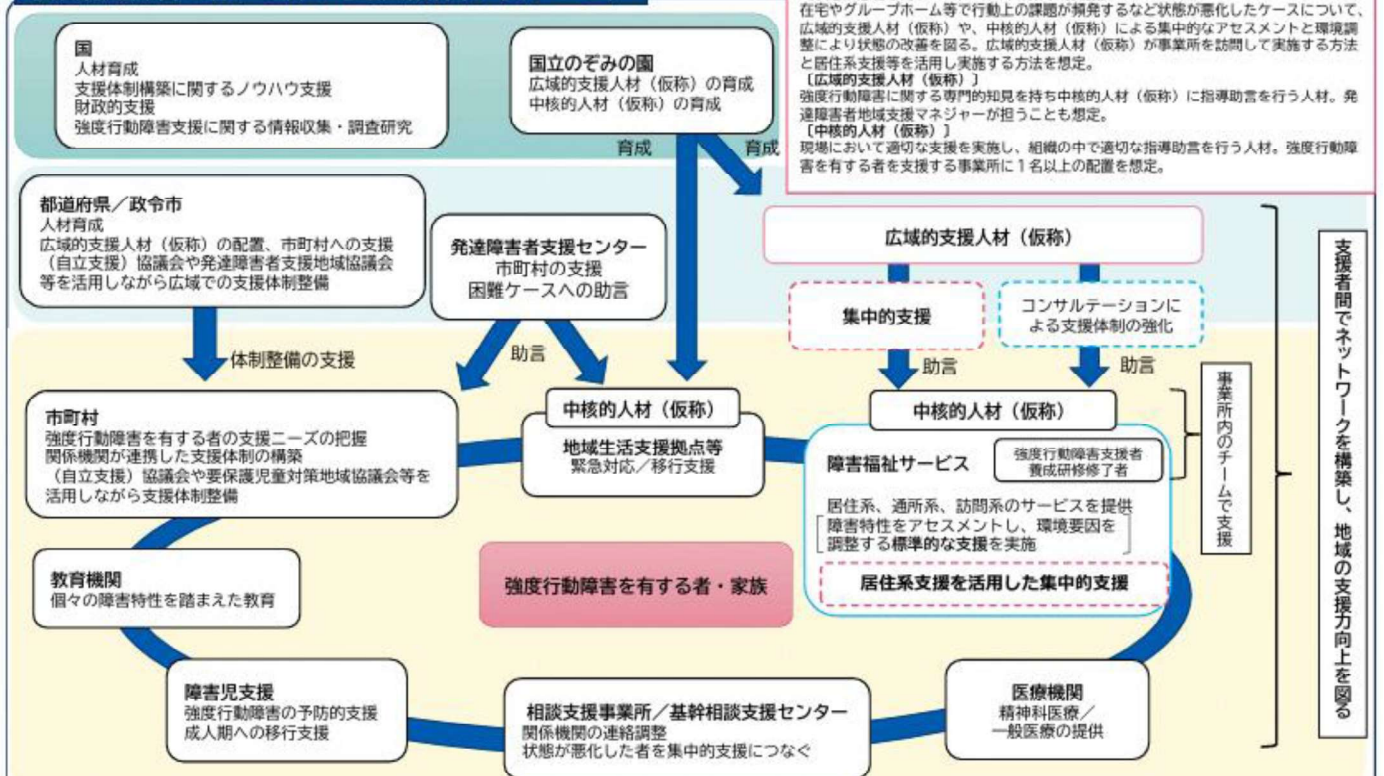 在宅やグループホーム等で行動上の課題が頻発するなど状態が悪化したケースについて、
広域的支援人材（仮称）や、中核的人材（仮称）による集中的なアセスメントと環境調
整により状態の改善を図る。広域的支援人材（仮称）が事業所を訪問して実施する方法
と居住系支援等を活用し実施する方法を想定。
〔広域的支援人材（仮称）〕
強度行動障害に関する専門的知見を持ち中核的人材（仮称）に指導助言を行う人材。発
達障害者地域支援マネジャーが担うことも想定。
〔中核的人材（仮称）〕
現場において適切な支援を実施し、組織の中で適切な指導助言を行う人材。強度行動障
害を有する者を支援する事業所に１名以上の配置を想定。
国
人材育成
支援体制構築に関するノウハウ支援
財政的支援
強度行動障害支援に関する情報収集・調査研究
国立のぞみの園
広域的支援人材（仮称）の育成
中核的人材（仮称）の育成
育成
育成
都道府県／政令市
人材育成
広域的支援人材（仮称）の配置、市町村への支援
（自立支援）協議会や発達障害者支援地域協議会
等を活用しながら広域での支援体制整備
発達障害者支援センター
市町村の支援
困難ケースへの助言
広域的支援人材（仮称）
集中的支援
コンサルテーションに
よる支援体制の強化
体制整備の支援
助言
助言
助言
市町村
強度行動障害を有する者の支援ニーズの把握
関係機関が連携した支援体制の構築
（自立支援）協議会や要保護児童対策地域協議会等を
活用しながら支援体制整備
中核的人材（仮称）
地域生活支援拠点等
緊急対応／移行支援
中核的人材（仮称）
障害福祉サービス
強度行動障害支援者
養成研修修了者
居住系、通所系、訪問系のサービスを提供
障害特性をアセスメントし、環境要因を
調整する標準的な支援を実施
居住系支援を活用した集中的支援
事業所内のチームで支援
支援者間でネットワークを構築し、地域の支援力向上を図る
教育機関
個々の障害特性を踏まえた教育
強度行動障害を有する者・家族
障害児支援
強度行動障害の予防的支援
成人期への移行支援
相談支援事業所／基幹相談支援センター
関係機関の連絡調整
状態が悪化した者を集中的支援につなぐ
医療機関
精神科医療／
一般医療の提供